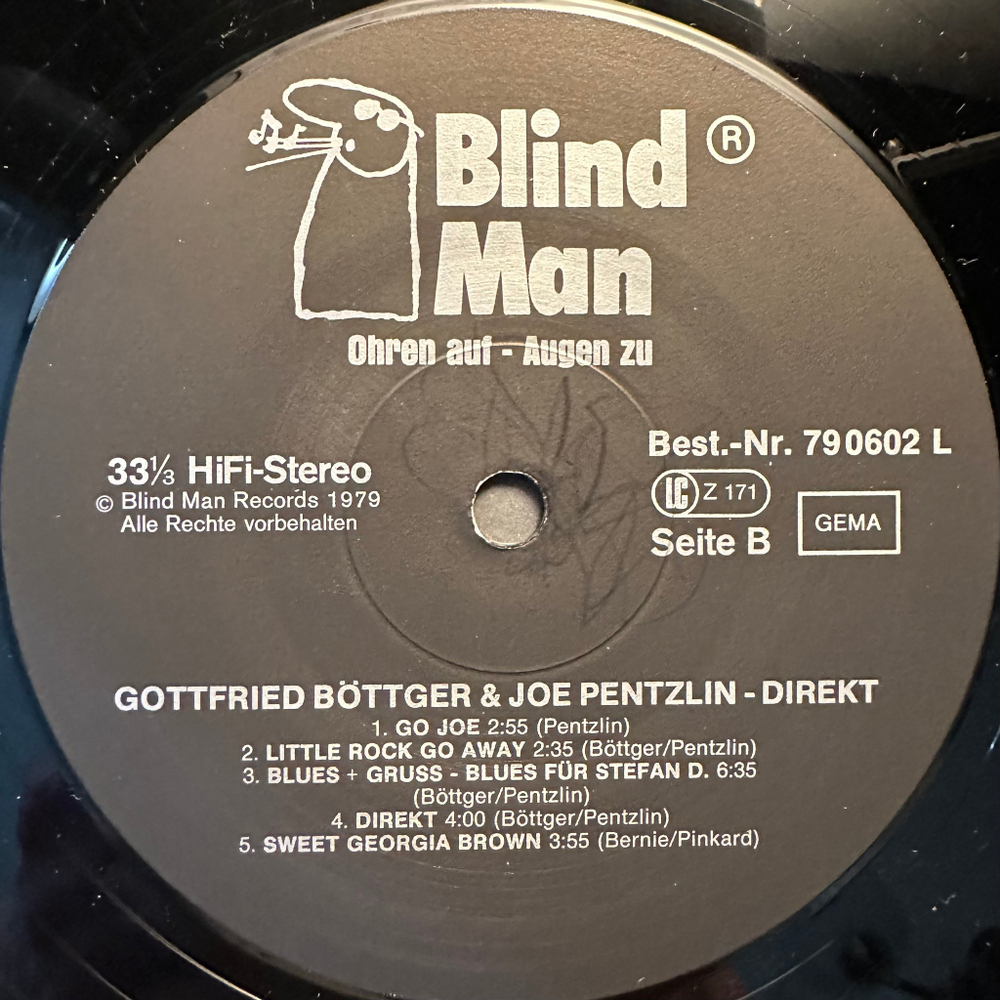 Blind ®
Man
Ohren auf - Augen zu
33⅓ HiFi-Stereo
© Blind Man Records 1979
Alle Rechte vorbehalten
Best.-Nr. 790602 L
LC Z 171
GEMA
Seite B
GOTTFRIED BÖTTGER & JOE PENTZLIN - DIREKT
1. GO JOE 2:55 (Pentzlin)
2. LITTLE ROCK GO AWAY 2:35 (Böttger/Pentzlin)
3. BLUES + GRUSS - BLUES FÜR STEFAN D. 6:35
(Böttger/Pentzlin)
4. DIREKT 4:00 (Böttger/Pentzlin)
5. SWEET GEORGIA BROWN 3:55 (Bernie/Pinkard)